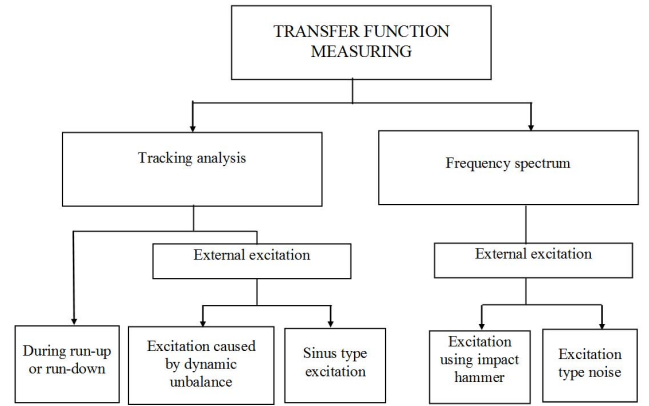 TRANSFER FUNCTION
MEASURING
Tracking analysis
Frequency spectrum
External excitation
External excitation
During run-up
or run-down
Excitation caused
by dynamic
unbalance
Sinus type
excitation
Excitation
using impact
hammer
Excitation
type noise